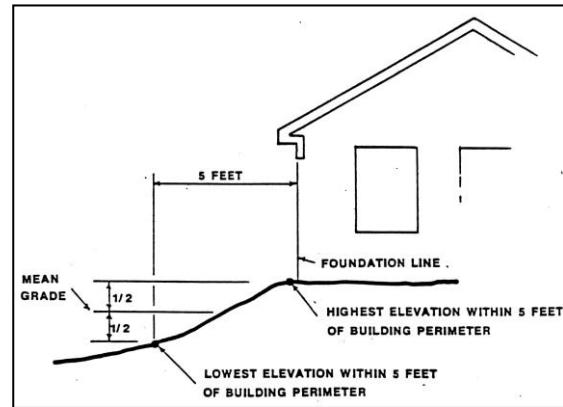 5 FEET
FOUNDATION LINE
MEAN
GRADE
1/2
1/2
HIGHEST ELEVATION WITHIN 5 FEET
OF BUILDING PERIMETER
LOWEST ELEVATION WITHIN 5 FEET
OF BUILDING PERIMETER